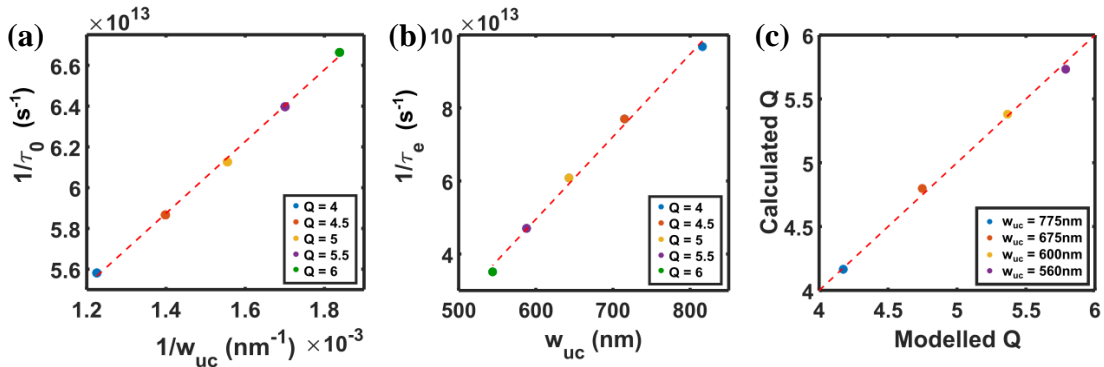 (a)
×10¹³
1/τ₀ (s⁻¹)
6.6
6.4
6.2
6
5.8
5.6
1.2
1.4
1.6
1.8
1/w_uc (nm⁻¹) ×10⁻³
Q = 4
Q = 4.5
Q = 5
Q = 5.5
Q = 6
(b)
×10¹³
1/τₑ (s⁻¹)
10
8
6
4
3
500
600
700
800
w_uc (nm)
Q = 4
Q = 4.5
Q = 5
Q = 5.5
Q = 6
(c)
Calculated Q
6
5.5
5
4.5
4
4
4.5
5
5.5
6
Modelled Q
w_uc = 775nm
w_uc = 675nm
w_uc = 600nm
w_uc = 560nm